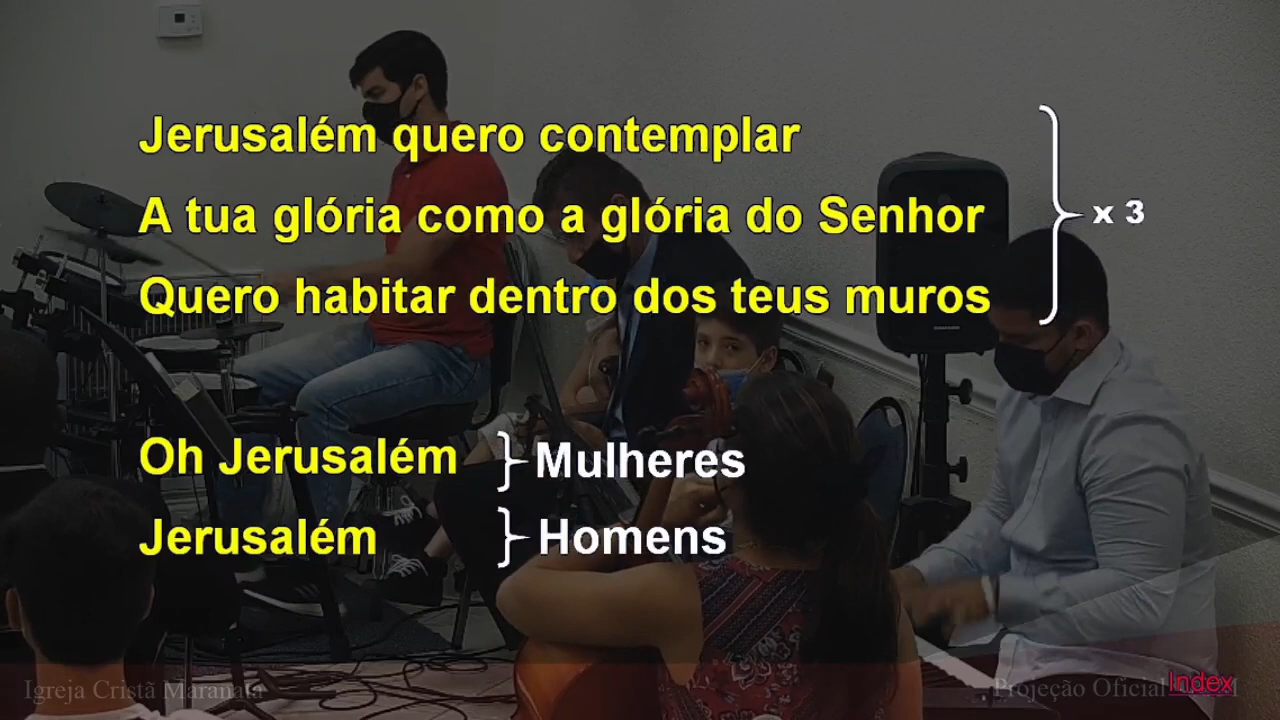 Jerusalém quero contemplar
A tua glória como a glória do Senhor
Quero habitar dentro dos teus muros
x 3
Oh Jerusalém } Mulheres
Jerusalém } Homens
Igreja Cristã Maranata
Projeção Oficial
Index